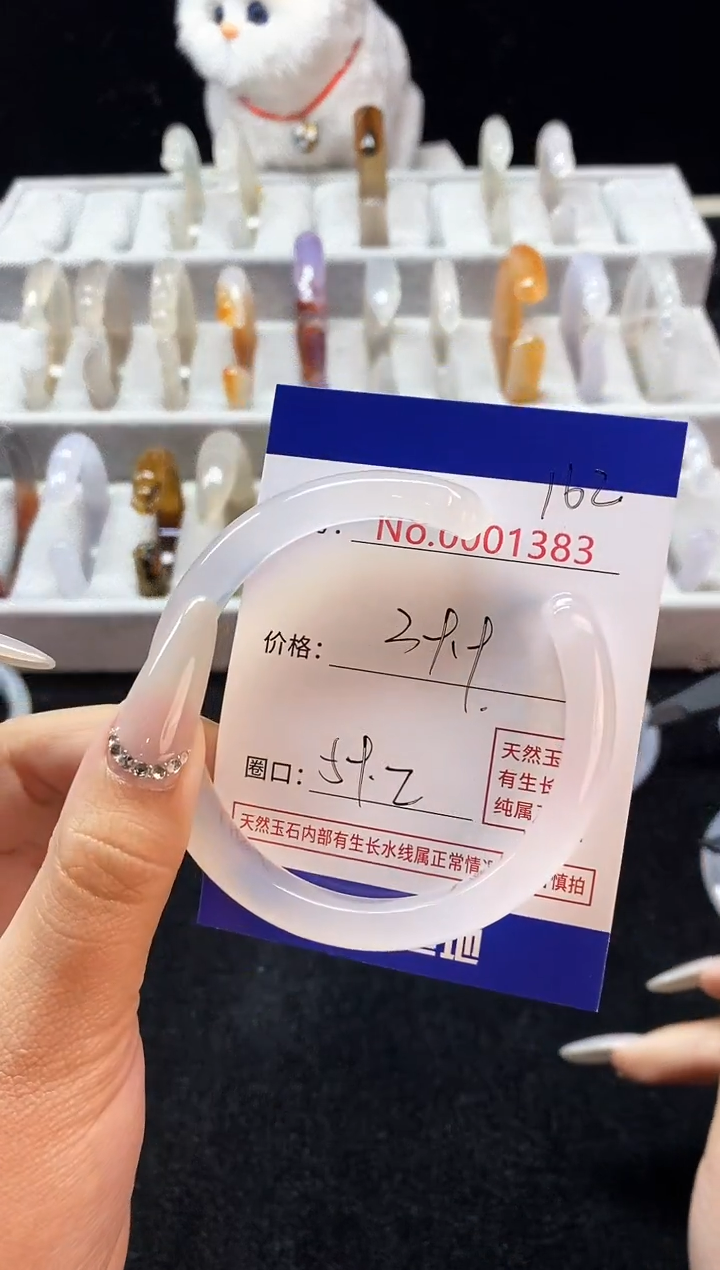 162
No.0001383
价格:
圈口:
天然玉
有生长
纯属
天然玉石内部有生长水线属正常情
慎拍
地